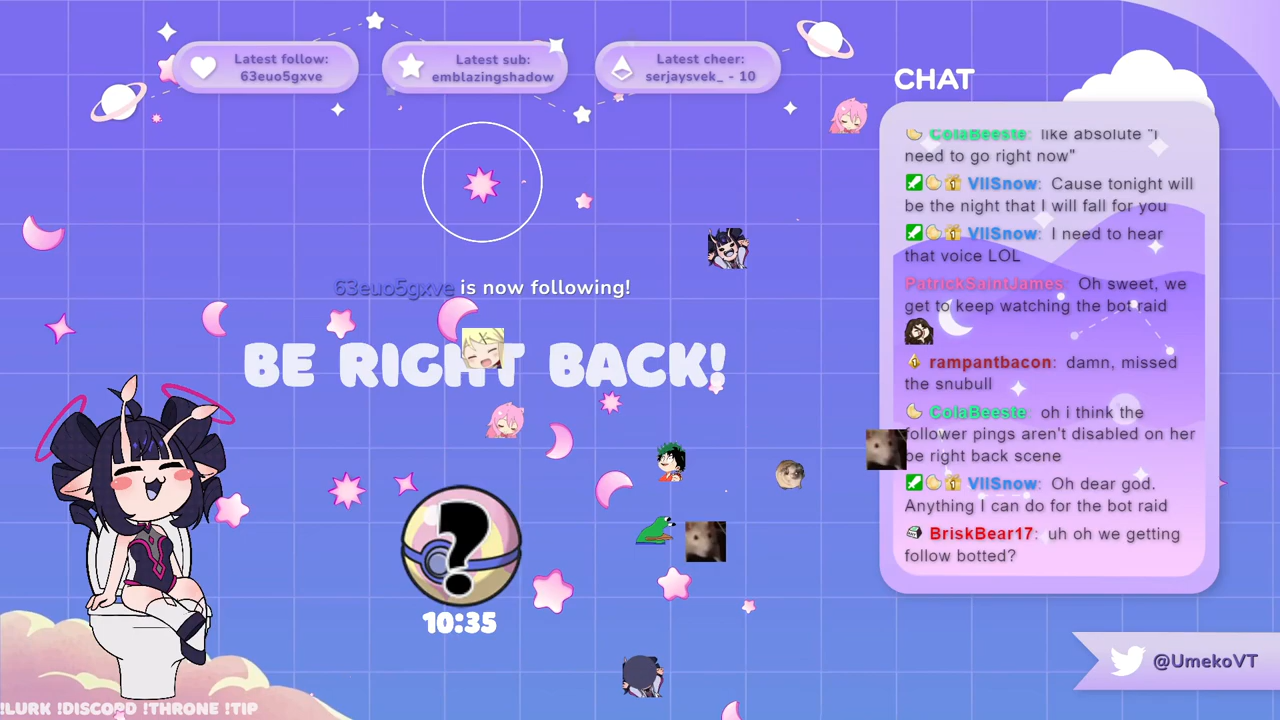 Latest follow:
63euo5gxve
Latest sub:
emblazingshadow
Latest cheer:
serjaysvek_ - 10
63euo5gxve is now following!
BE RIGHT BACK!
?
10:35
!LURK !DISCORD !THRONE !TIP
CHAT
ColaBeeste: like absolute "i
need to go right now"
VIISnow: Cause tonight will
be the night that I will fall for you
VIISnow: I need to hear
that voice LOL
PatrickSaintJames: Oh sweet, we
get to keep watching the bot raid
rampantbacon: damn, missed
the snubull
ColaBeeste: oh i think the
follower pings aren't disabled on her
be right back scene
VIISnow: Oh dear god.
Anything I can do for the bot raid
BriskBear17: uh oh we getting
follow botted?
@UmekoVT